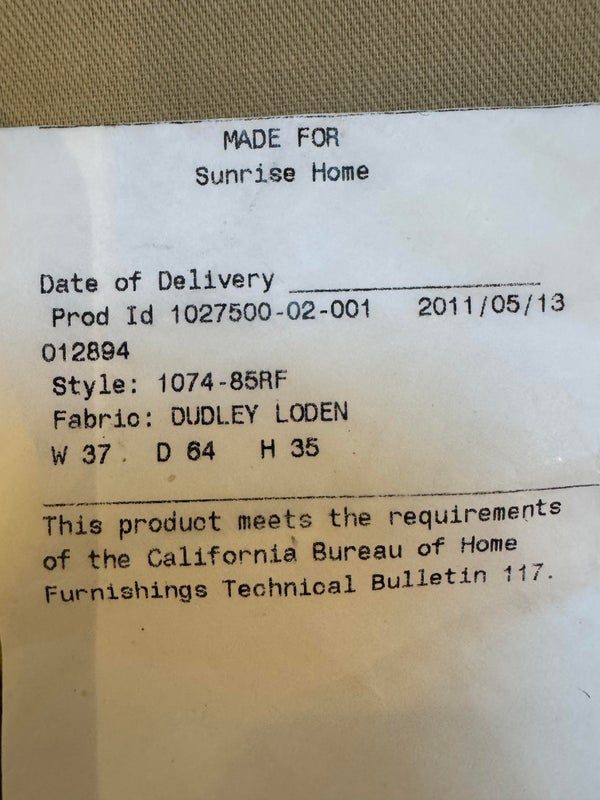 MADE FOR
Sunrise Home
Date of Delivery ____________________
Prod Id 1027500-02-001 2011/05/13
012894
Style: 1074-85RF
Fabric: DUDLEY LODEN
W 37 D 64 H 35
This product meets the requirements
of the California Bureau of Home
Furnishings Technical Bulletin 117.